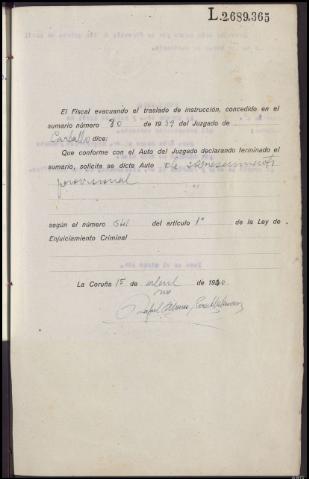 L.2.689.365
El Fiscal evacuando el traslado de instrucción, concedido en el
sumario número 80 de 1939 del Juzgado de
Carballo dice:
Que conforme con el Auto del Juzgado declarando terminado el
sumario, solicita se dicte Auto de sobreseimiento
provisional
según el número del artículo 1º de la Ley de
Enjuiciamiento Criminal
La Coruña 15 de abril de 1940
Rafael